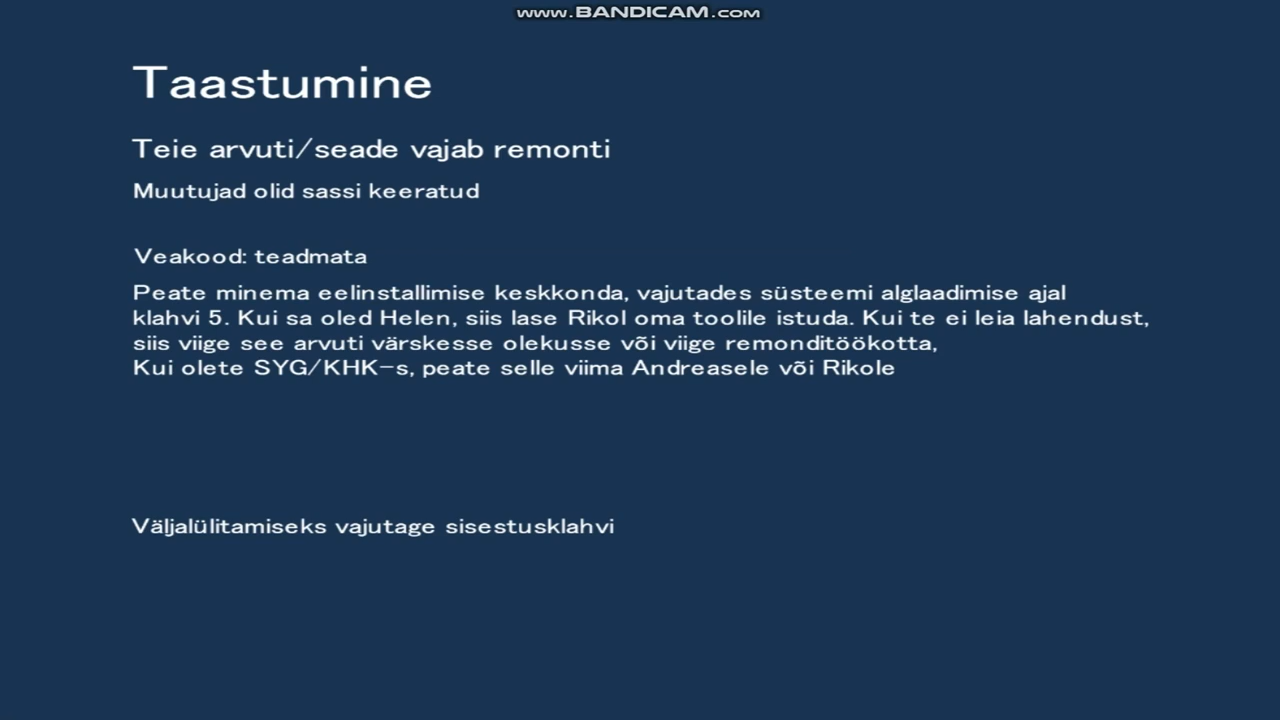 www.BANDICAM.com
Taastumine
Teie arvuti/seade vajab remonti
Muutujad olid sassi keeratud
Veakood: teadmata
Peate minema eelinstallimise keskkonda, vajutades süsteemi alglaadimise ajal
klahvi 5. Kui sa oled Helen, siis lase Rikol oma toolile istuda. Kui te ei leia lahendust,
siis viige see arvuti värskesse olekusse või viige remonditöökotta,
Kui olete SYG/KHK-s, peate selle viima Andreasele või Rikole
Väljalülitamiseks vajutage sisestusklahvi